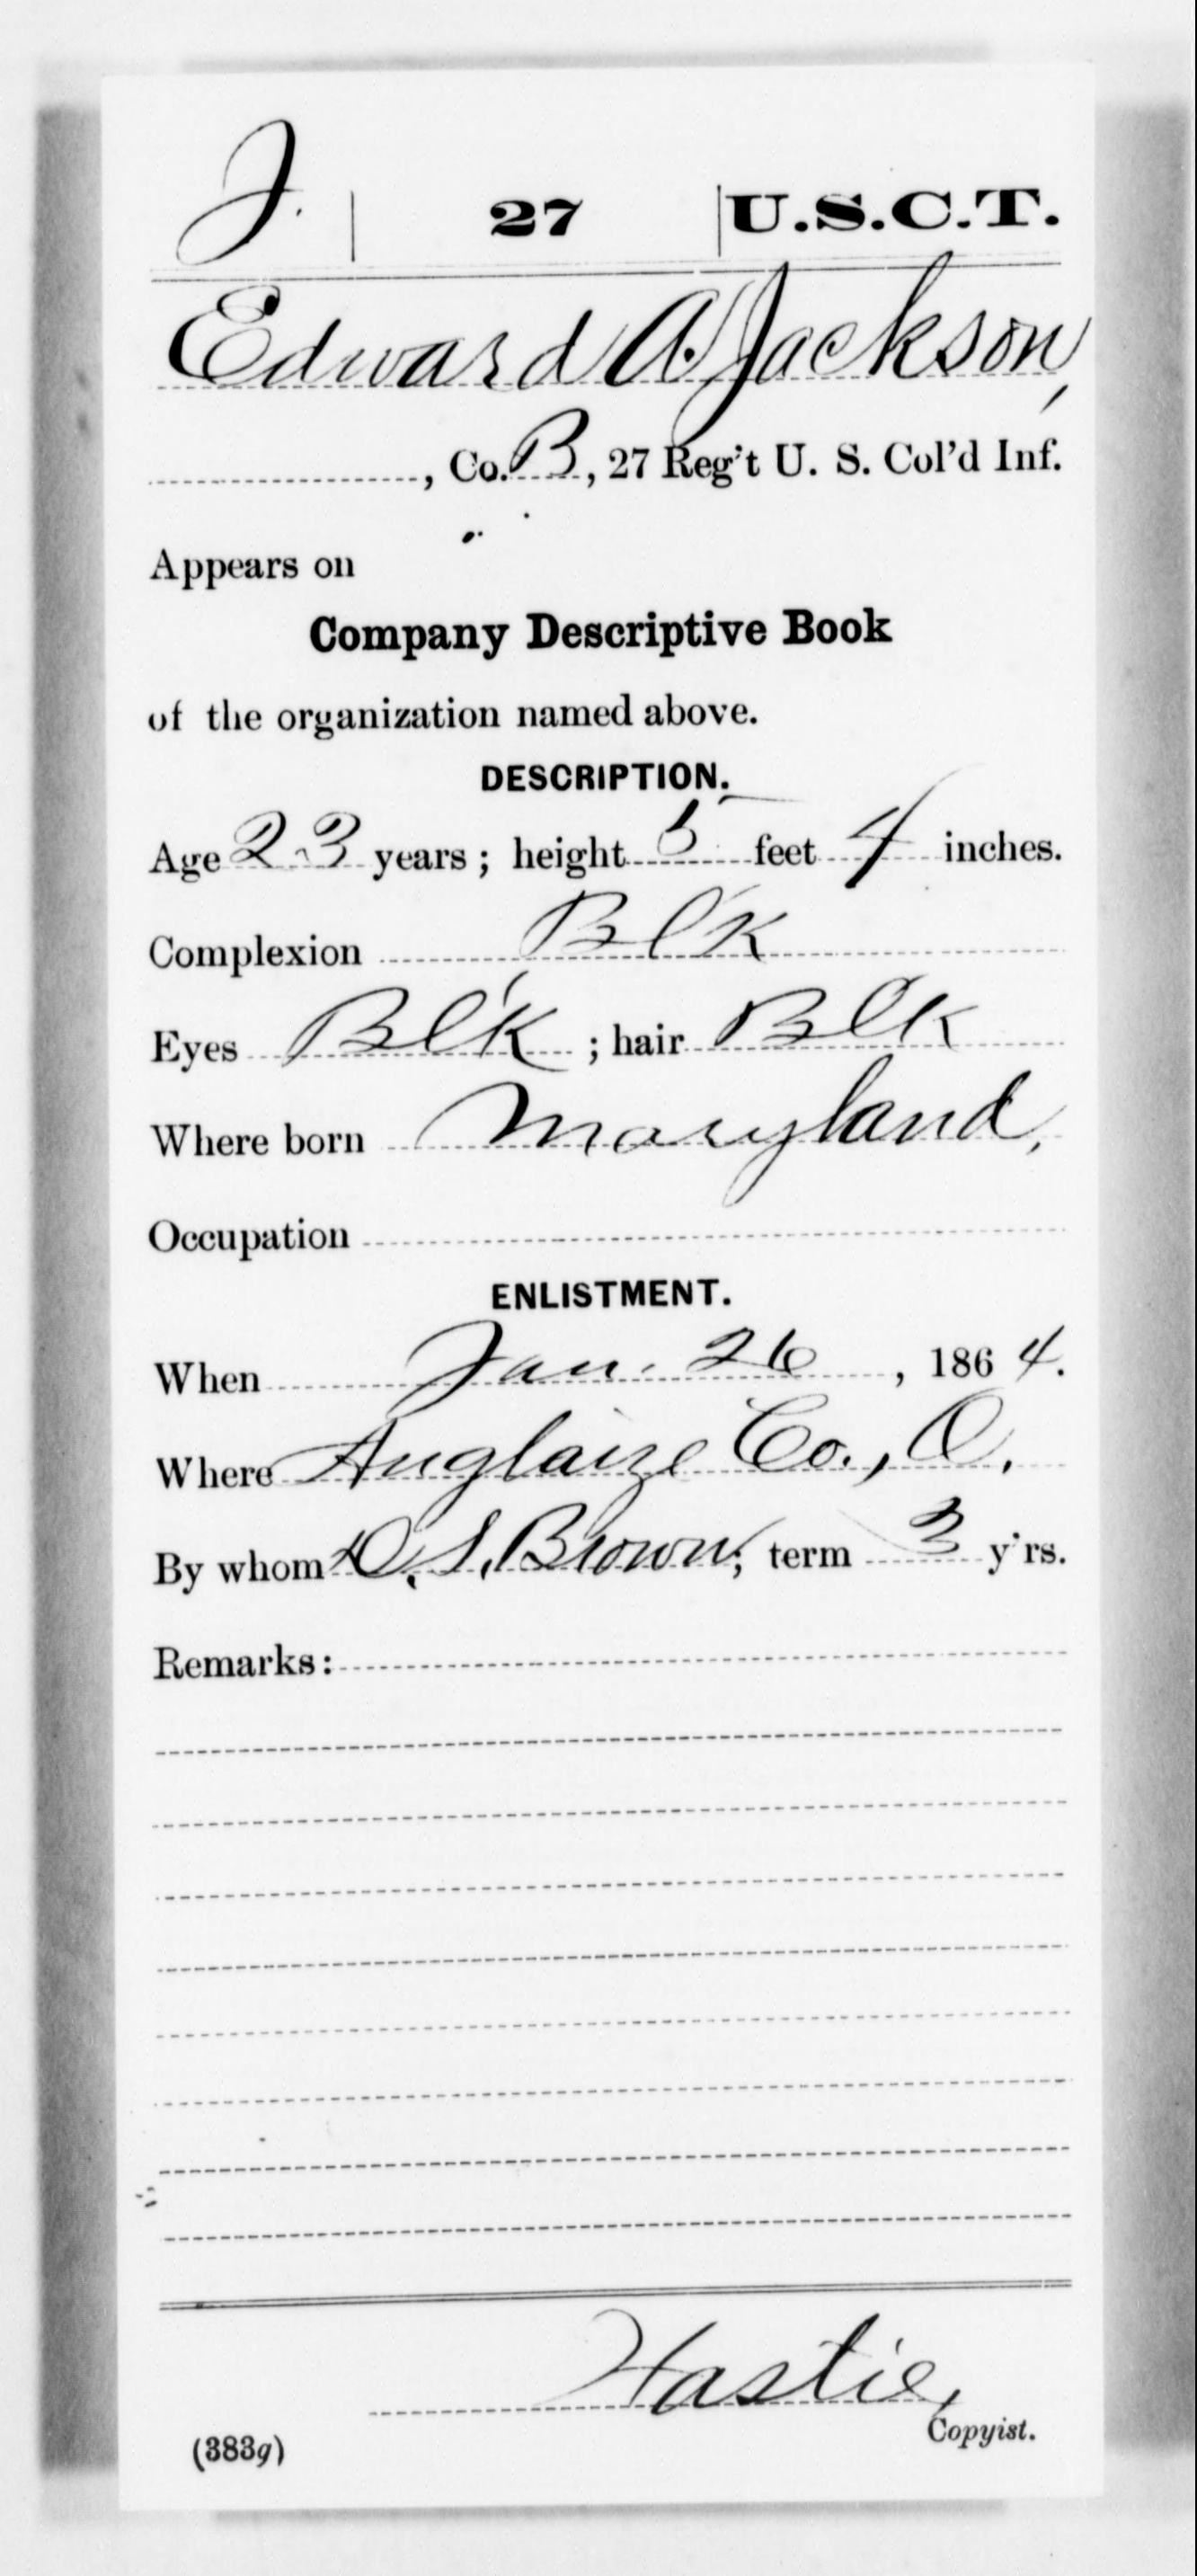 J. | 27 | U.S.C.T.
Edward A. Jackson,
, Co. B, 27 Reg't U. S. Col'd Inf.
Appears on
Company Descriptive Book
of the organization named above.
DESCRIPTION.
Age 23 years; height 5 feet 4 inches.
Complexion Bl'k
Eyes Bl'k ; hair Blk
Where born Maryland,
Occupation
ENLISTMENT.
When Jan. 26, 1864.
Where Auglaize Co., O.
By whom D. S. Brown; term 3 y'rs.
Remarks:
Hastie,
Copyist.
(383g)